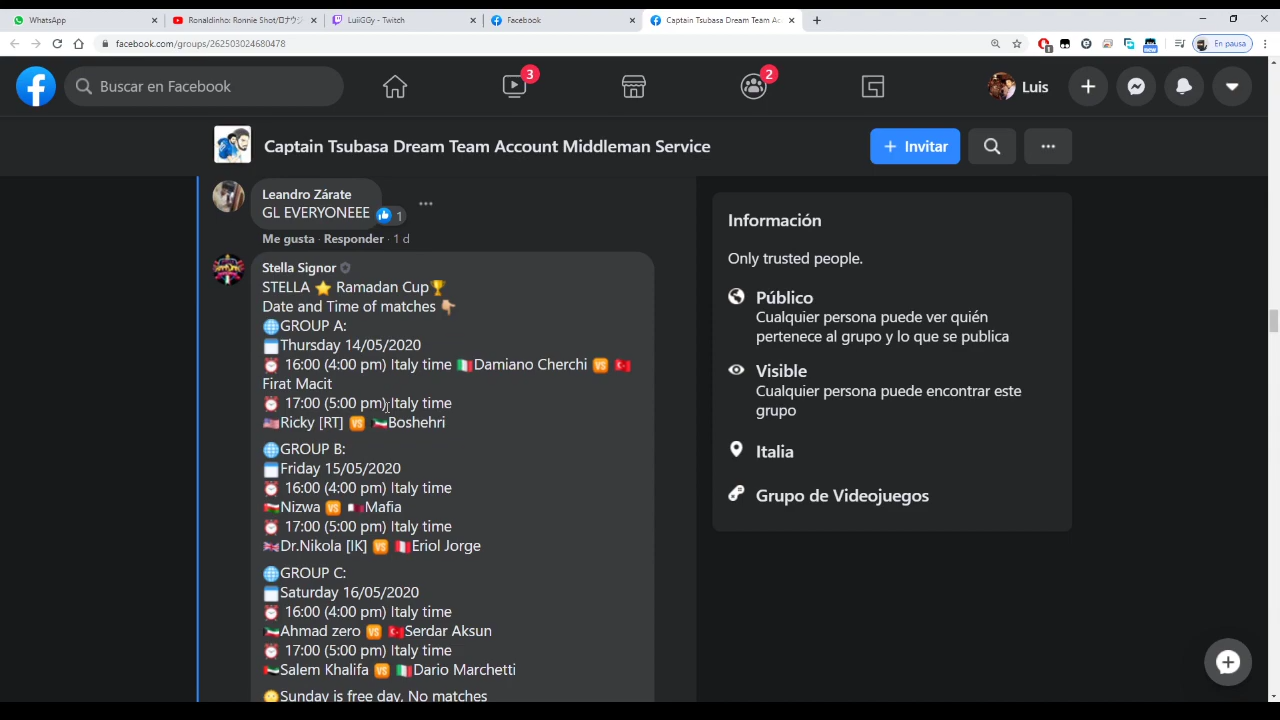 WhatsApp
Ronaldinho: Ronnie Shot/ロナウジ
LuiiGGy - Twitch
Facebook
Captain Tsubasa Dream Team Ac
facebook.com/groups/262503024680478
1
new
En pausa
Buscar en Facebook
3
2
Luis
Captain Tsubasa Dream Team Account Middleman Service
Invitar
Leandro Zárate
GL EVERYONEEE
1
Me gusta · Responder · 1 d
Stella Signor
STELLA ⭐ Ramadan Cup🏆
Date and Time of matches 👇🏼
🌐GROUP A:
🗓Thursday 14/05/2020
⏰ 16:00 (4:00 pm) Italy time 🇮🇹Damiano Cherchi 🆚 🇹🇷
Firat Macit
⏰ 17:00 (5:00 pm) Italy time
🇺🇸Ricky [RT] 🆚 🇰🇼Boshehri
🌐GROUP B:
🗓Friday 15/05/2020
⏰ 16:00 (4:00 pm) Italy time
🇴🇲Nizwa 🆚 🇶🇦Mafia
⏰ 17:00 (5:00 pm) Italy time
🇬🇧Dr.Nikola [IK] 🆚 🇵🇪Eriol Jorge
🌐GROUP C:
🗓Saturday 16/05/2020
⏰ 16:00 (4:00 pm) Italy time
🇰🇼Ahmad zero 🆚 🇹🇷Serdar Aksun
⏰ 17:00 (5:00 pm) Italy time
🇦🇪Salem Khalifa 🆚 🇮🇹Dario Marchetti
Sunday is free day, No matches
Información
Only trusted people.
Público
Cualquier persona puede ver quién
pertenece al grupo y lo que se publica
Visible
Cualquier persona puede encontrar este
grupo
Italia
Grupo de Videojuegos